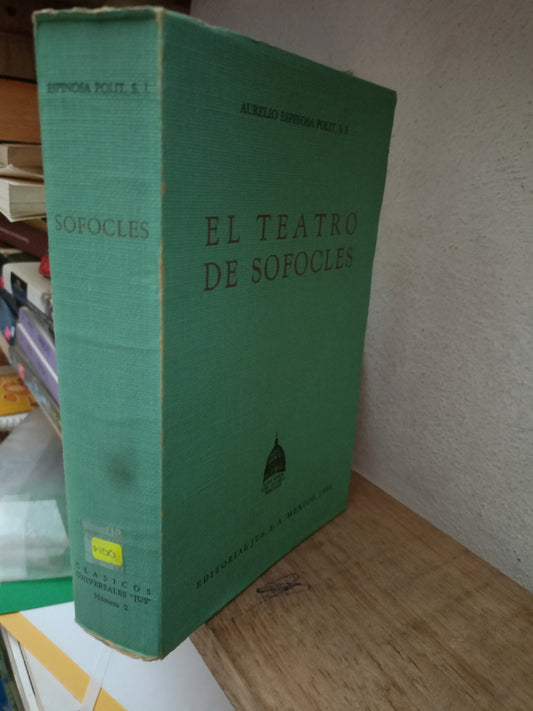 ESPINOSA POLIT, S. I.
SOFOCLES
$100
CLASICOS
UNIVERSALES "JUS"
Número 2
AURELIO ESPINOSA POLIT, S. I.
EL TEATRO
DE SOFOCLES
EDITORIAL JUS, S. A. MEXICO, 1960